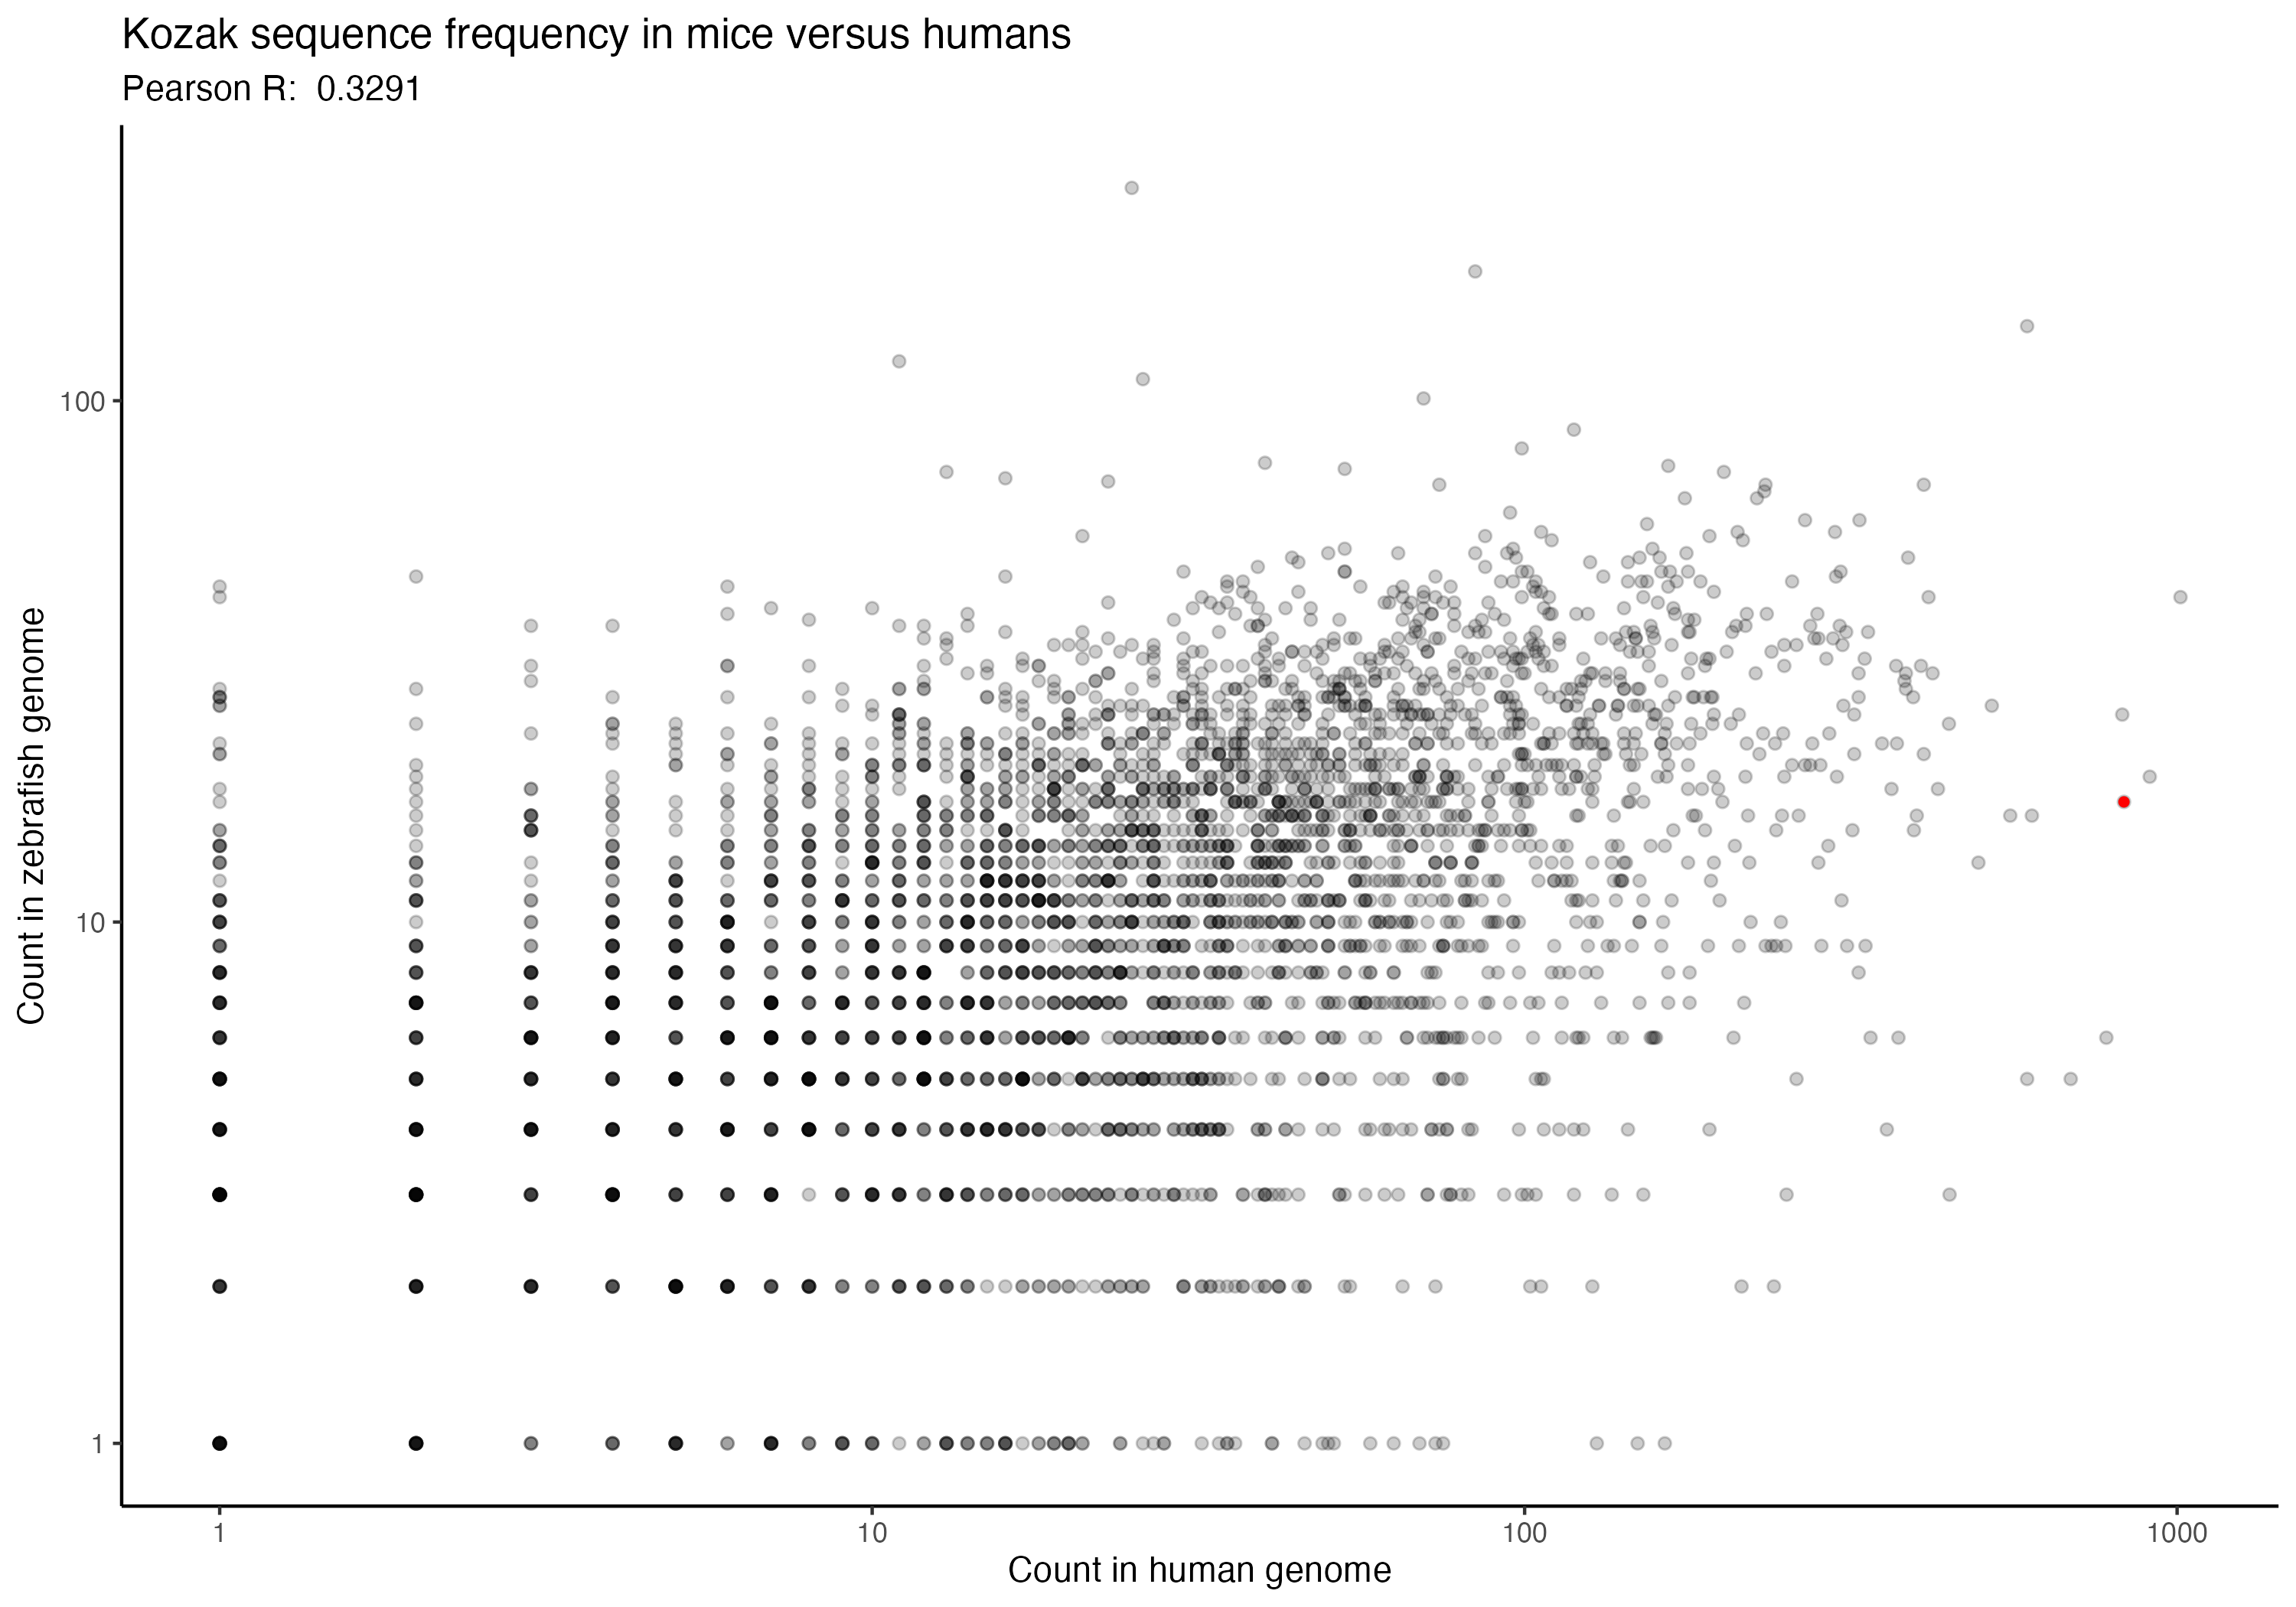 Kozak sequence frequency in mice versus humans
Pearson R:  0.3291
Count in zebrafish genome
100
10
1
1
10
100
1000
Count in human genome